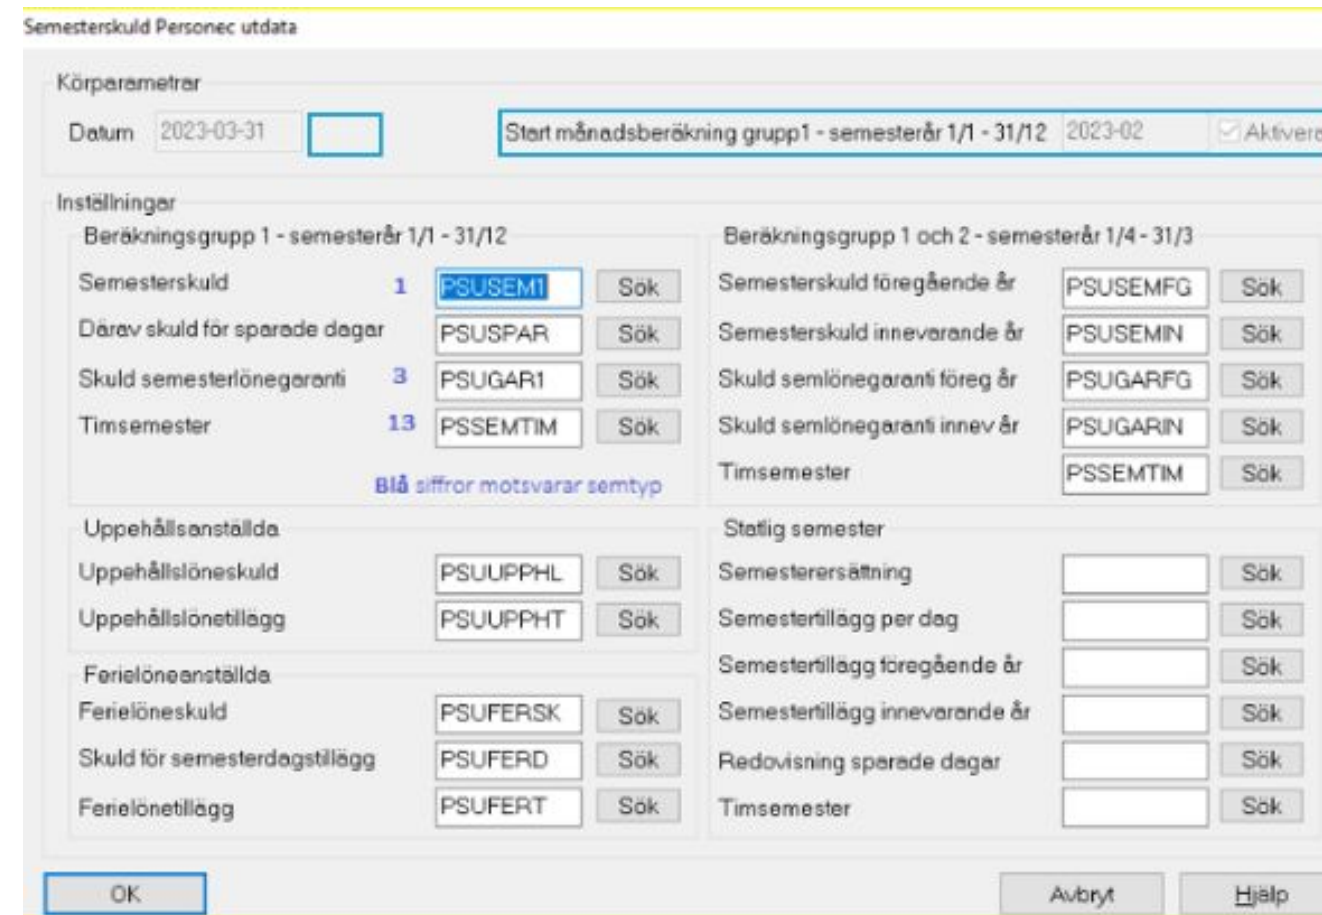 Semesterskuld Personec utdata
Körparametrar
Datum 2023-03-31 Start månadsberäkning grupp1 - semesterår 1/1 - 31/12 2023-02 Aktivera
Inställningar
Beräkningsgrupp 1 - semesterår 1/1 - 31/12
Semesterskuld 1 PSUSEM1 Sök
Därav skuld för sparade dagar PSUSPAR Sök
Skuld semesterlönegaranti 3 PSUGAR1 Sök
Timsemester 13 PSSEMTIM Sök
Blå siffror motsvarar semtyp
Beräkningsgrupp 1 och 2 - semesterår 1/4 - 31/3
Semesterskuld föregående år PSUSEMFG Sök
Semesterskuld innevarande år PSUSEMIN Sök
Skuld semlönegaranti föreg år PSUGARFG Sök
Skuld semlönegaranti innev år PSUGARIN Sök
Timsemester PSSEMTIM Sök
Uppehållsanställda
Uppehållslöneskuld PSUUPPHL Sök
Uppehållslönetillägg PSUUPPHT Sök
Ferielöneanställda
Ferielöneskuld PSUFERSK Sök
Skuld för semesterdagstillägg PSUFERD Sök
Ferielönetillägg PSUFERT Sök
Statlig semester
Semesterersättning Sök
Semestertillägg per dag Sök
Semestertillägg föregående år Sök
Semestertillägg innevarande år Sök
Redovisning sparade dagar Sök
Timsemester Sök
OK Avbryt Hjälp